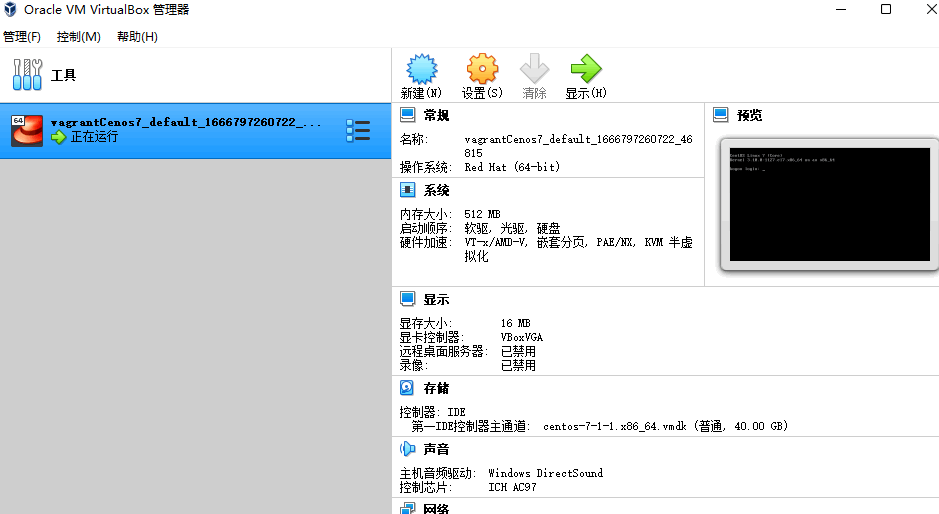 Oracle VM VirtualBox 管理器
管理(F) 控制(M) 帮助(H)
工具
新建(N) 设置(S) 清除 显示(H)
64
vagrantCenos7_default_1666797260722_...
正在运行
常规
名称: vagrantCenos7_default_1666797260722_46
815
操作系统: Red Hat (64-bit)
预览
CentOS Linux 7 (Core)
系统
内存大小: 512 MB
启动顺序: 软驱, 光驱, 硬盘
硬件加速: VT-x/AMD-V, 嵌套分页, PAE/NX, KVM 半虚
拟化
显示
显存大小: 16 MB
显卡控制器: VBoxVGA
远程桌面服务器: 已禁用
录像: 已禁用
存储
控制器: IDE
第一IDE控制器主通道: centos-7-1-1.x86_64.vmdk (普通, 40.00 GB)
声音
主机音频驱动: Windows DirectSound
控制芯片: ICH AC97
网络